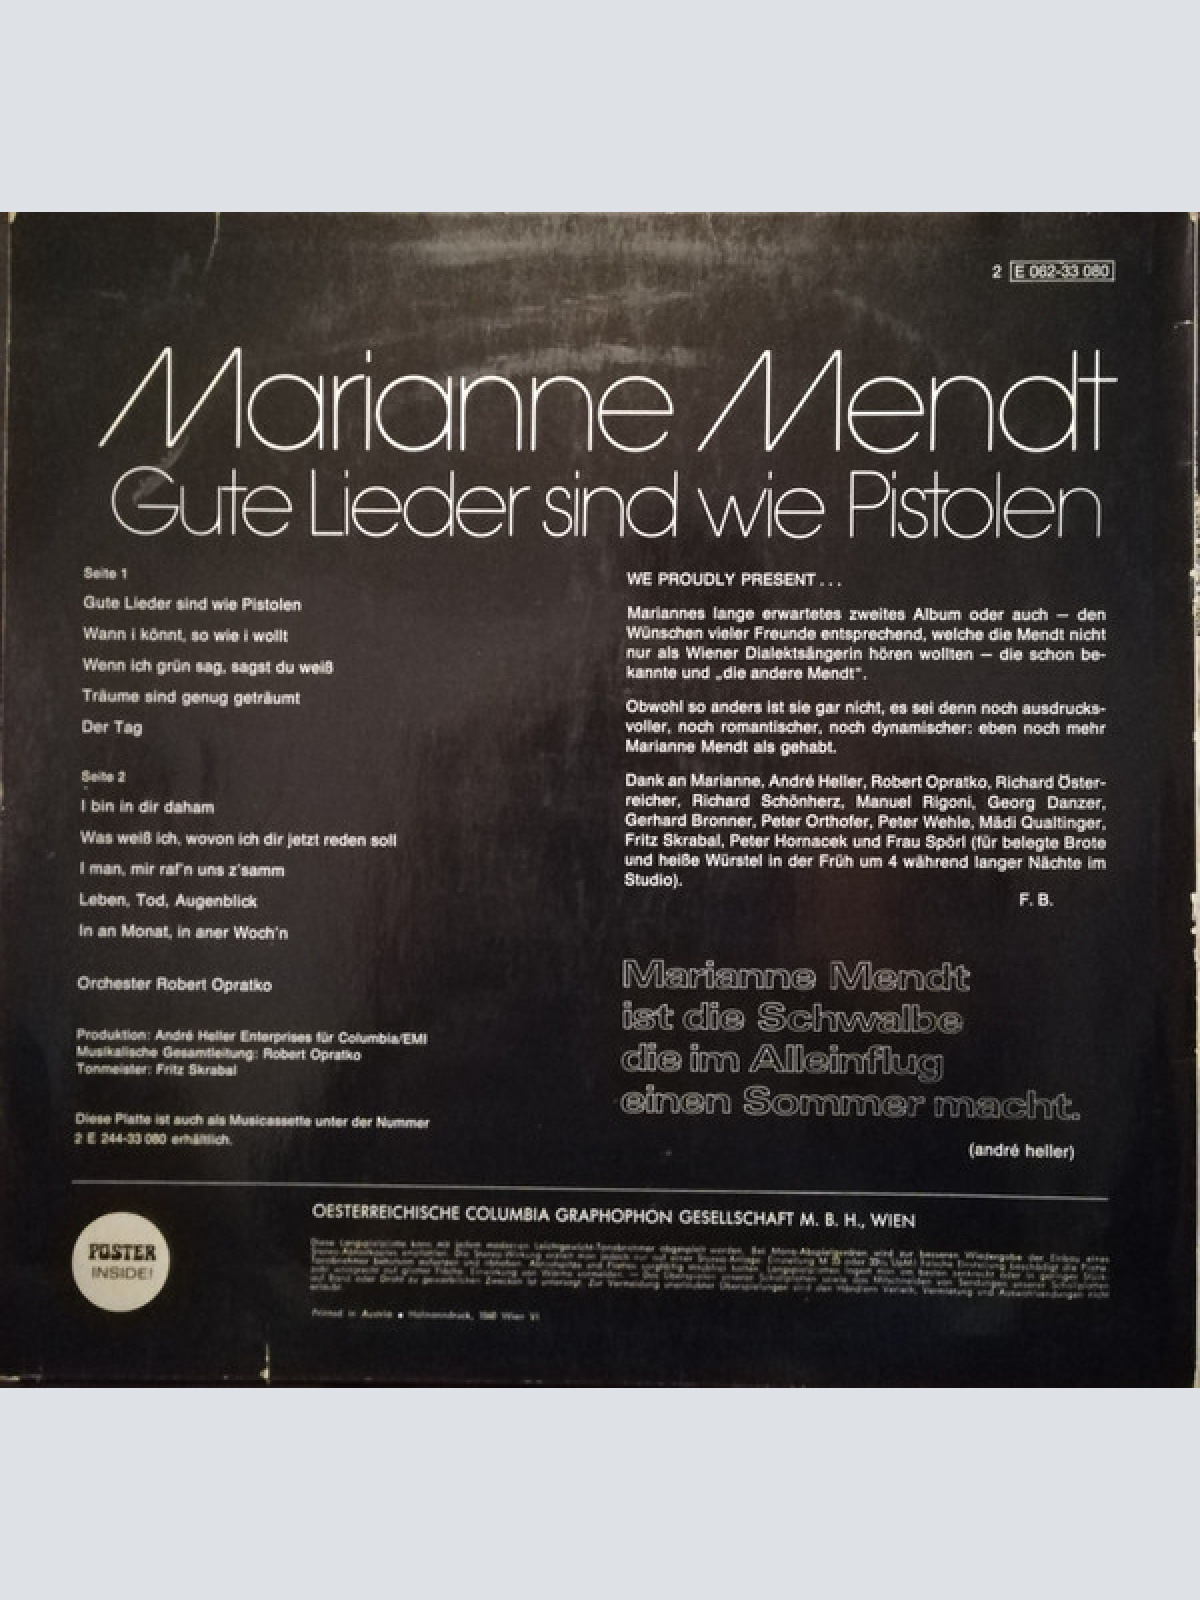 2 E 062-33 080
Marianne Mendt
Gute Lieder sind wie Pistolen
Seite 1
Gute Lieder sind wie Pistolen
Wann i könnt, so wie i wollt
Wenn ich grün sag, sagst du weiß
Träume sind genug geträumt
Der Tag
Seite 2
I bin in dir daham
Was weiß ich, wovon ich dir jetzt reden soll
I man, mir raf'n uns z'samm
Leben, Tod, Augenblick
In an Monat, in aner Woch'n
Orchester Robert Opratko
Produktion: André Heller Enterprises für Columbia/EMI
Musikalische Gesamtleitung: Robert Opratko
Tonmeister: Fritz Skrabal
Diese Platte ist auch als Musicassette unter der Nummer
2 E 244-33 080 erhältlich.
WE PROUDLY PRESENT . . .
Mariannes lange erwartetes zweites Album oder auch — den
Wünschen vieler Freunde entsprechend, welche die Mendt nicht
nur als Wiener Dialektsängerin hören wollten — die schon be-
kannte und „die andere Mendt".
Obwohl so anders ist sie gar nicht, es sei denn noch ausdrucks-
voller, noch romantischer, noch dynamischer: eben noch mehr
Marianne Mendt als gehabt.
Dank an Marianne, André Heller, Robert Opratko, Richard Öster-
reicher, Richard Schönherz, Manuel Rigoni, Georg Danzer,
Gerhard Bronner, Peter Orthofer, Peter Wehle, Mädi Qualtinger,
Fritz Skrabal, Peter Hornacek und Frau Spörl (für belegte Brote
und heiße Würstel in der Früh um 4 während langer Nächte im
Studio).
F. B.
Marianne Mendt
ist die Schwalbe
die im Alleinflug
einen Sommer macht.
(andré heller)
POSTER
INSIDE!
OESTERREICHISCHE COLUMBIA GRAPHOPHON GESELLSCHAFT M. B. H., WIEN
Printed in Austria